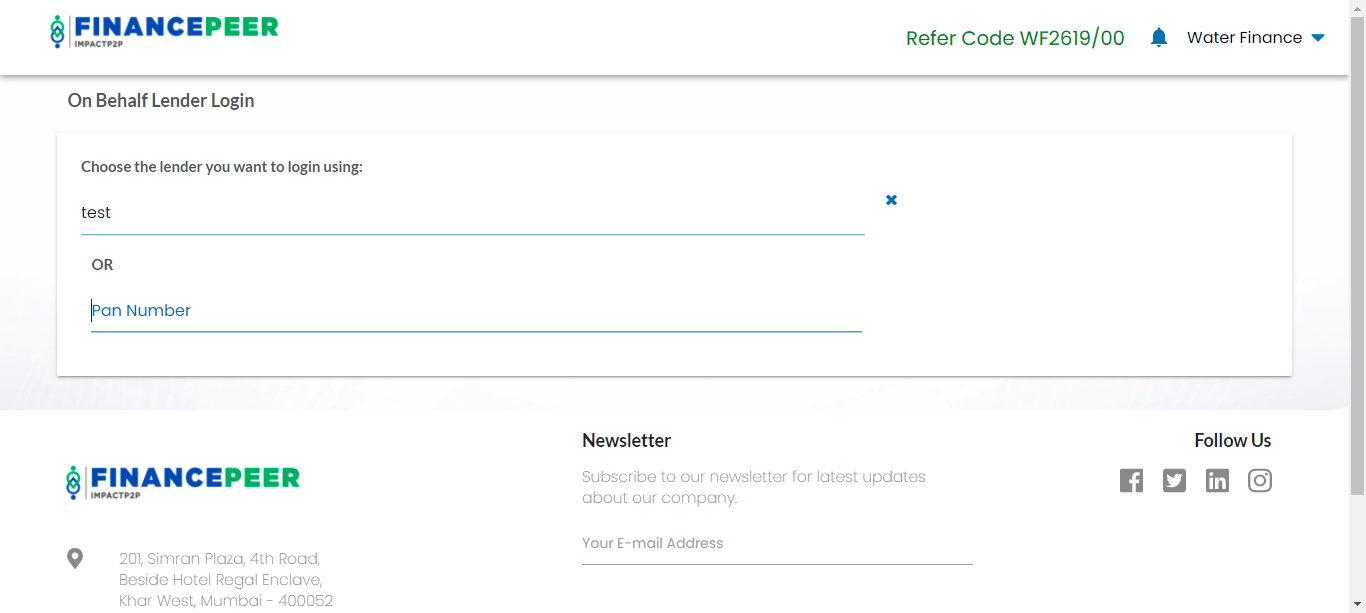 FINANCEPEER
IMPACTP2P
Refer Code WF2619/00
Water Finance
On Behalf Lender Login
Choose the lender you want to login using:
test
OR
Pan Number
FINANCEPEER
IMPACTP2P
201, Simran Plaza, 4th Road,
Beside Hotel Regal Enclave,
Khar West, Mumbai - 400052
Newsletter
Subscribe to our newsletter for latest updates
about our company.
Your E-mail Address
Follow Us